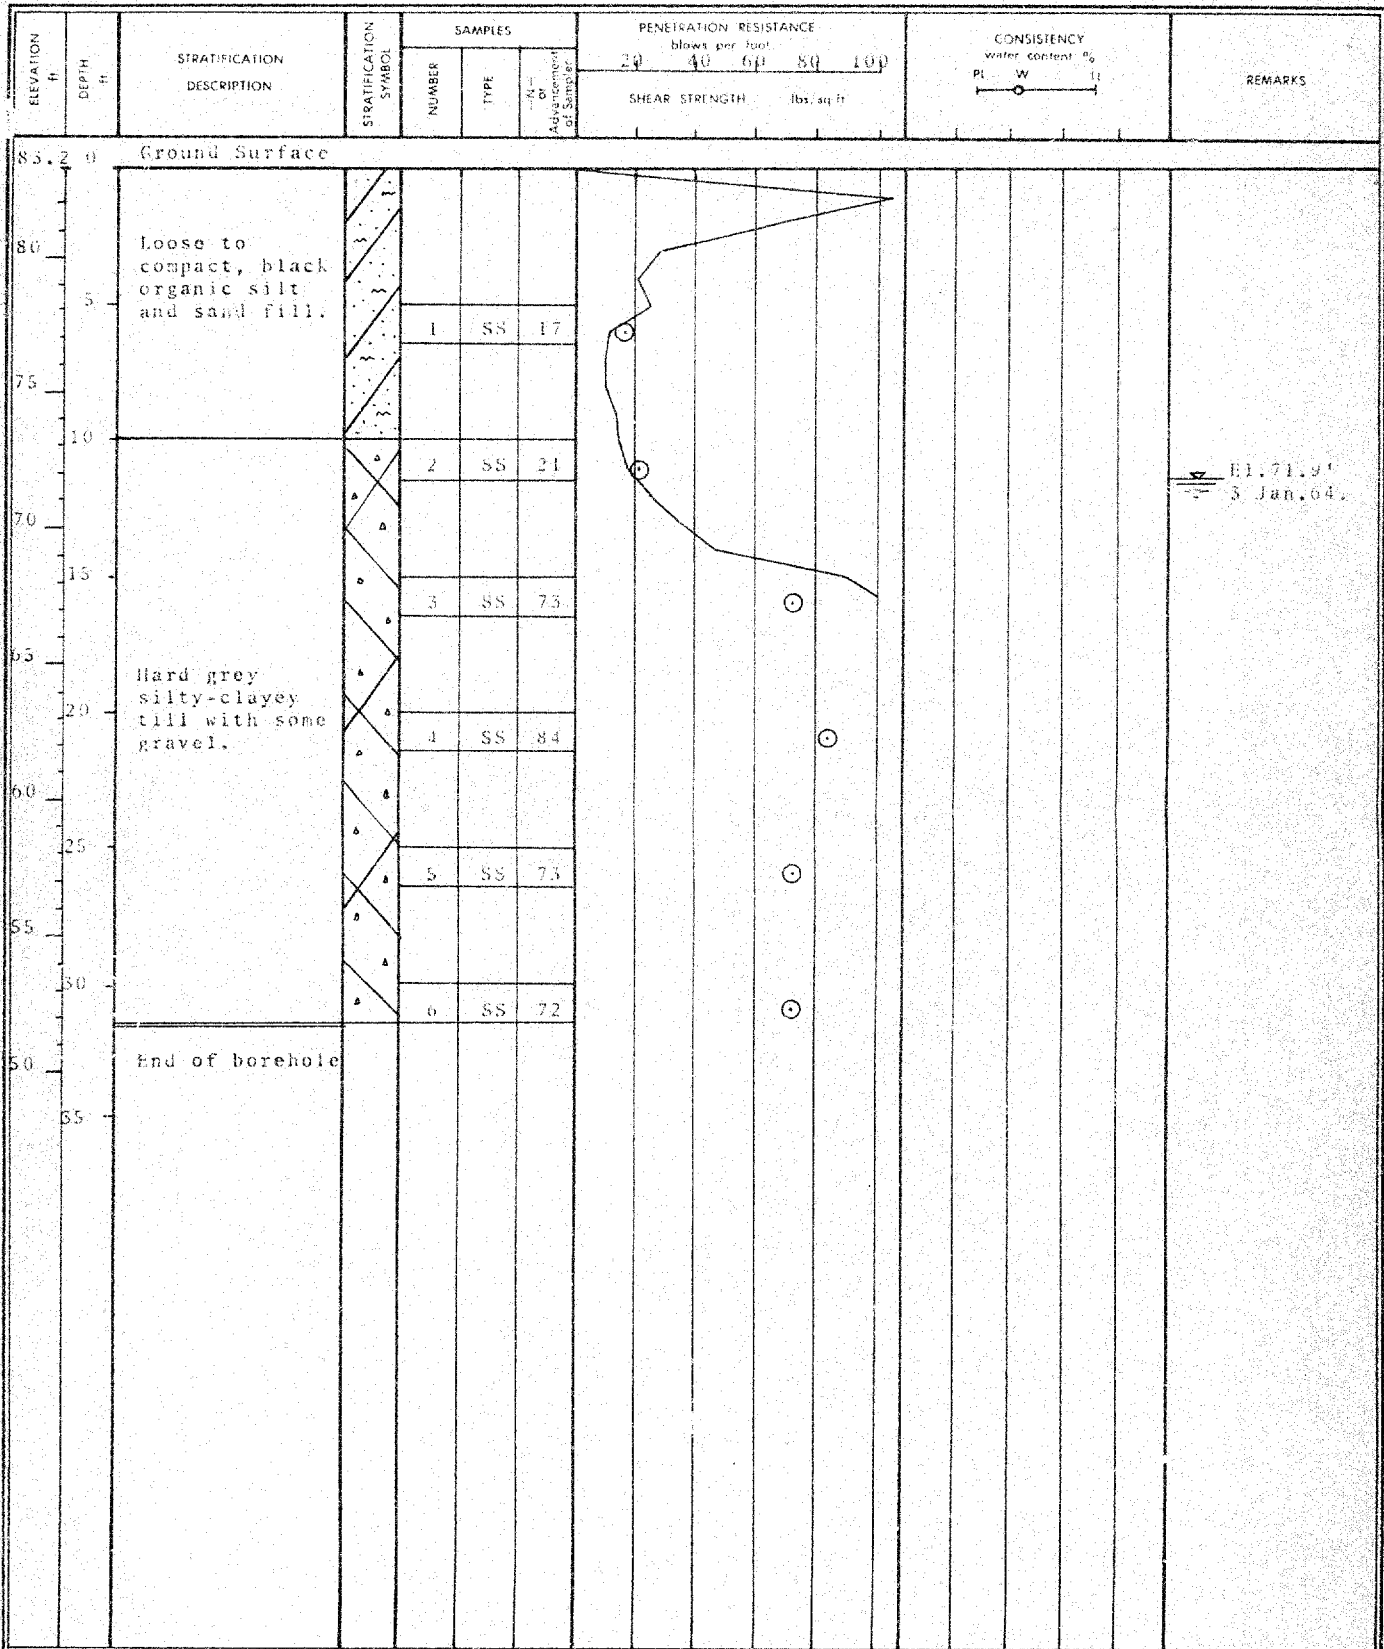 ELEVATION ft
DEPTH ft
STRATIFICATION DESCRIPTION
STRATIFICATION SYMBOL
SAMPLES
NUMBER
TYPE
-N- or Advancement of Sampler
PENETRATION RESISTANCE
blows per foot
20 40 60 80 100
SHEAR STRENGTH lbs/sq ft
CONSISTENCY
water content %
PL W
REMARKS
83.2 0 Ground Surface
80
Loose to
compact, black
organic silt
and sand fill.
5
1 SS 17
75
10
2 SS 21
El.71.9'
3 Jan.64.
70
15
3 SS 73
65
Hard grey
silty-clayey
till with some
gravel.
20
4 SS 84
60
25
5 SS 73
55
30
6 SS 72
50
End of borehole
35